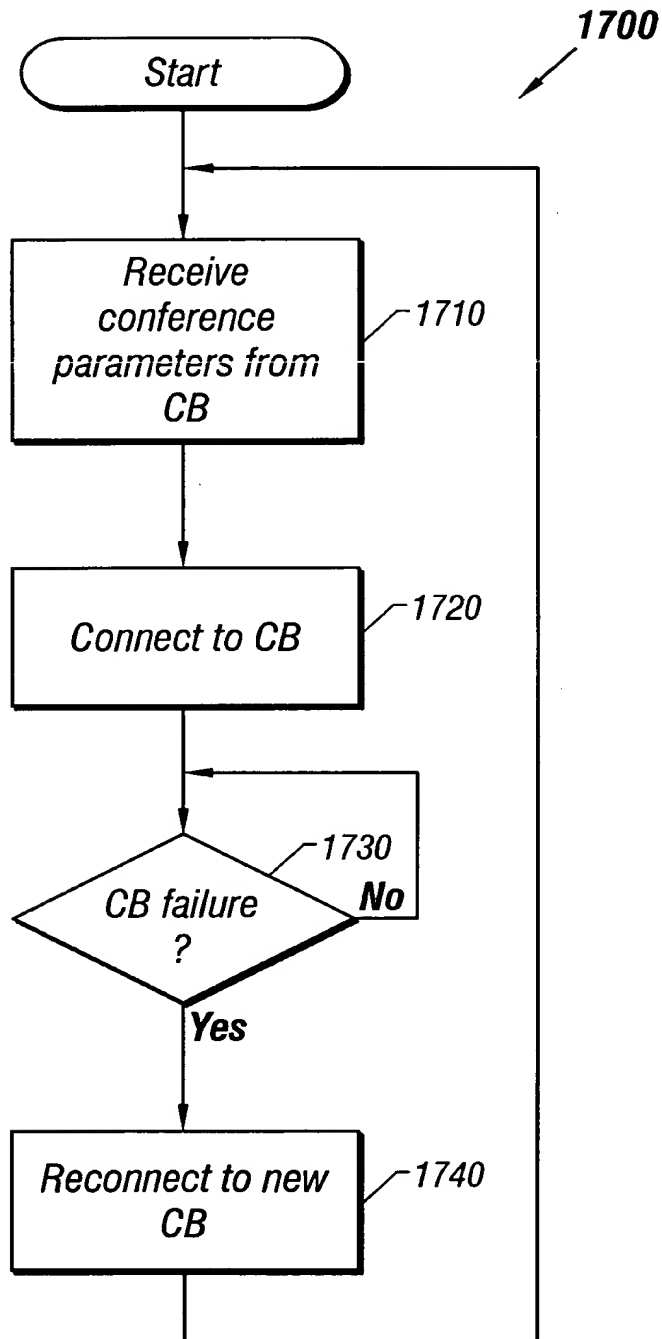 1700
Start
Receive
conference
parameters from
CB
1710
Connect to CB
1720
CB failure
?
1730
No
Yes
Reconnect to new
CB
1740